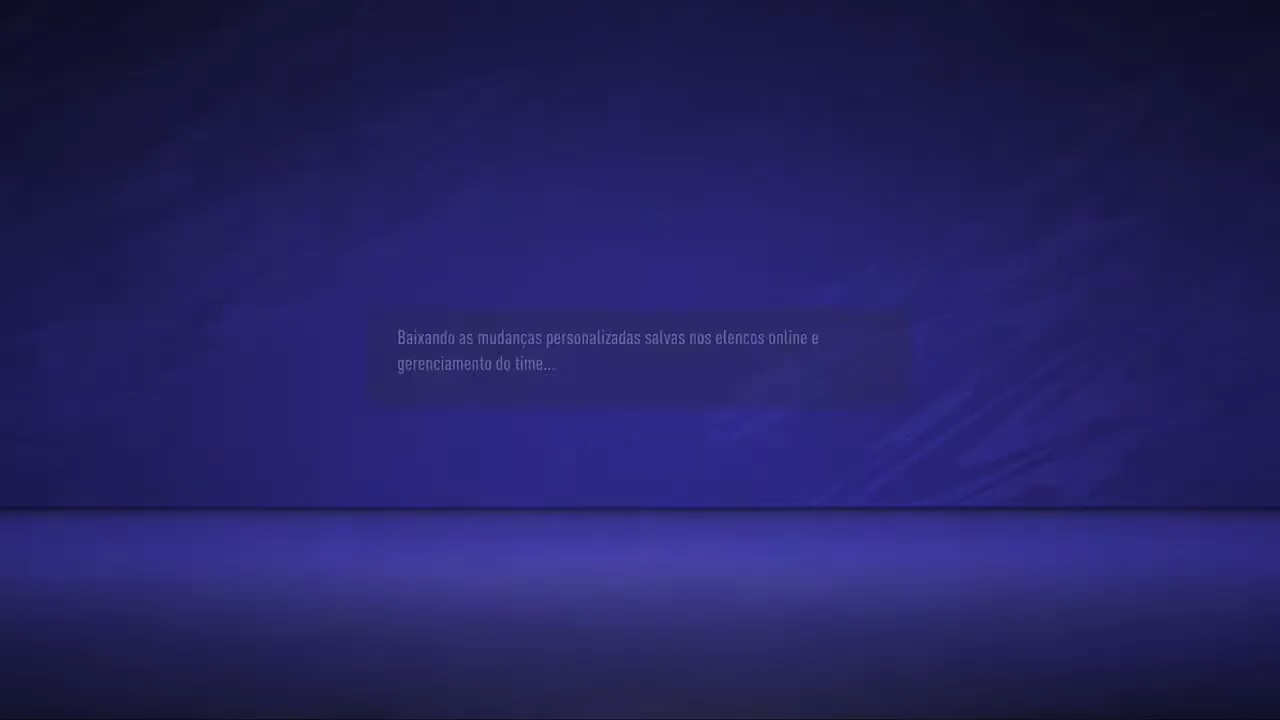 Baixando as mudanças personalizadas salvas nos elencos online e
gerenciamento do time...